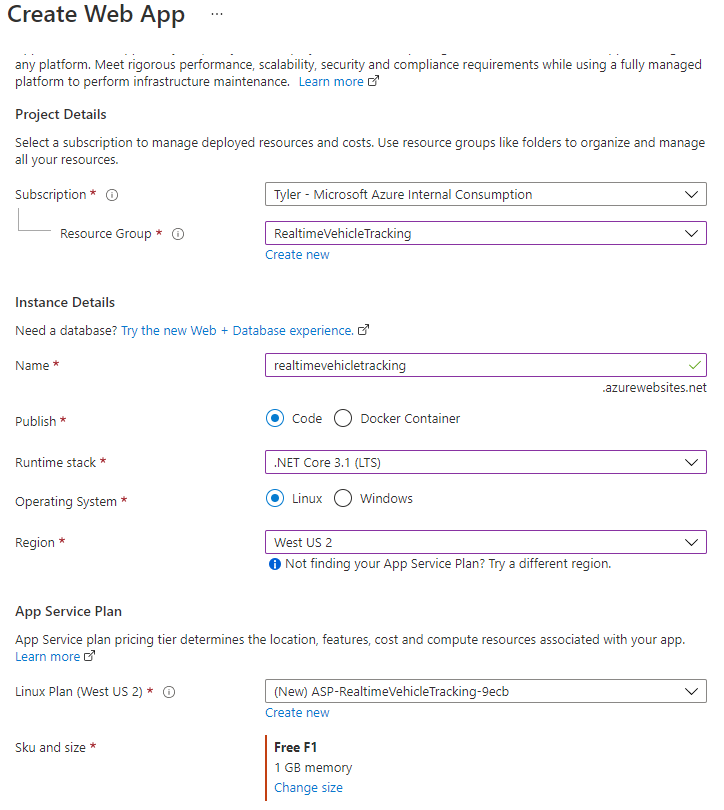 Create Web App ...
any platform. Meet rigorous performance, scalability, security and compliance requirements while using a fully managed
platform to perform infrastructure maintenance. Learn more
Project Details
Select a subscription to manage deployed resources and costs. Use resource groups like folders to organize and manage
all your resources.
Subscription *
Tyler - Microsoft Azure Internal Consumption
Resource Group *
RealtimeVehicleTracking
Create new
Instance Details
Need a database? Try the new Web + Database experience.
Name *
realtimevehicletracking
.azurewebsites.net
Publish *
Code Docker Container
Runtime stack *
.NET Core 3.1 (LTS)
Operating System *
Linux Windows
Region *
West US 2
Not finding your App Service Plan? Try a different region.
App Service Plan
App Service plan pricing tier determines the location, features, cost and compute resources associated with your app.
Learn more
Linux Plan (West US 2) *
(New) ASP-RealtimeVehicleTracking-9ecb
Create new
Sku and size *
Free F1
1 GB memory
Change size